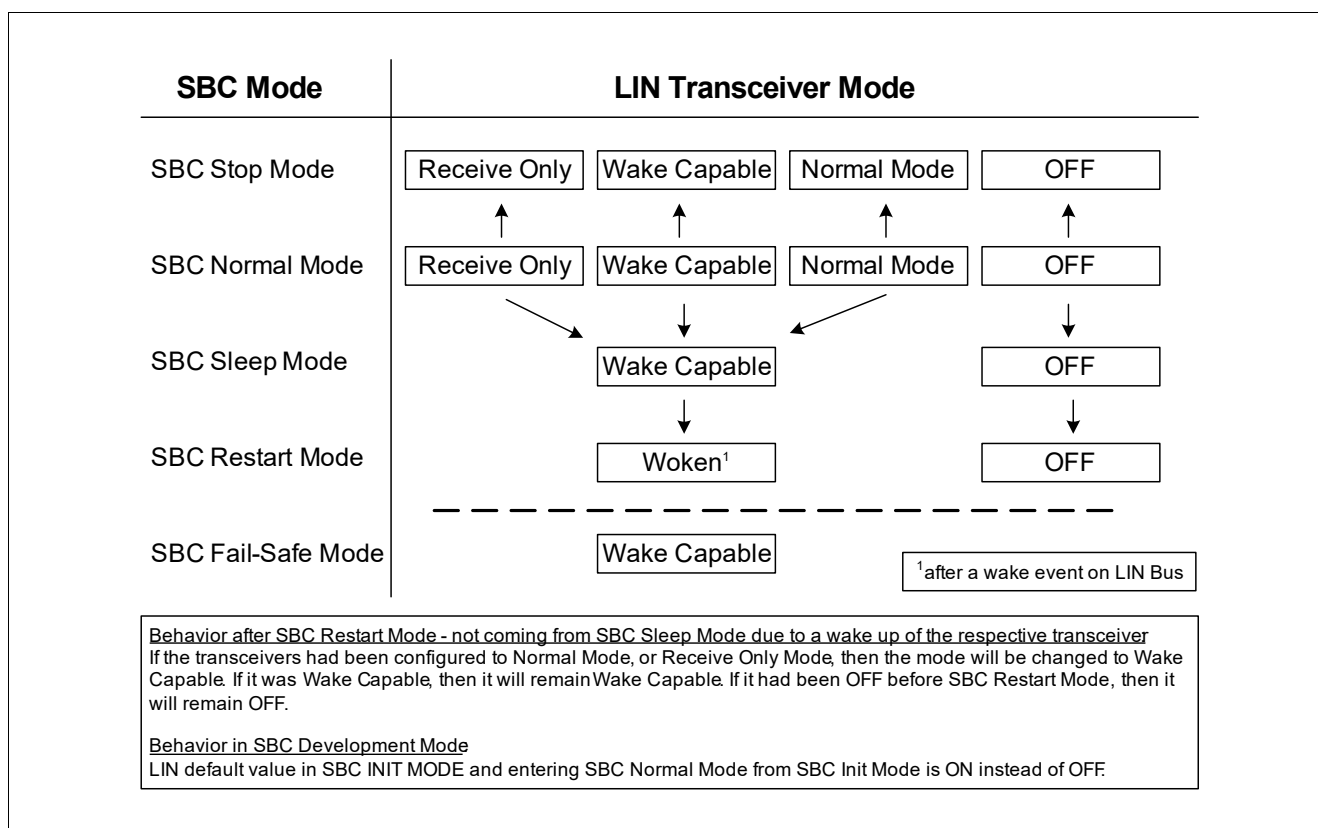 SBC Mode LIN Transceiver Mode
SBC Stop Mode Receive Only Wake Capable Normal Mode OFF
SBC Normal Mode Receive Only Wake Capable Normal Mode OFF
SBC Sleep Mode Wake Capable OFF
SBC Restart Mode Woken¹ OFF
SBC Fail-Safe Mode Wake Capable
¹after a wake event on LIN Bus
Behavior after SBC Restart Mode - not coming from SBC Sleep Mode due to a wake up of the respective transceiver
If the transceivers had been configured to Normal Mode, or Receive Only Mode, then the mode will be changed to Wake
Capable. If it was Wake Capable, then it will remain Wake Capable. If it had been OFF before SBC Restart Mode, then it
will remain OFF.
Behavior in SBC Development Mode
LIN default value in SBC INIT MODE and entering SBC Normal Mode from SBC Init Mode is ON instead of OFF.